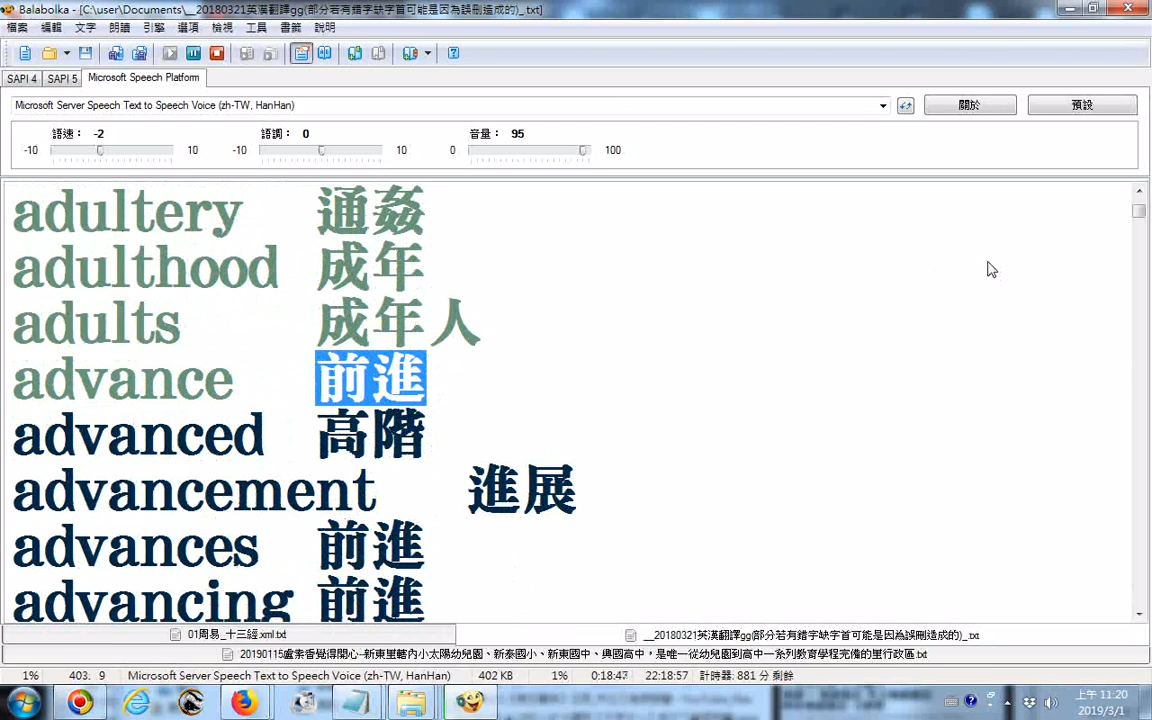 Balabolka - [C:\user\Documents\__20180321英漢翻譯gg(部分若有錯字缺字首可能是因為誤刪造成的)_.txt]
檔案 編輯 文字 朗讀 引擎 選項 檢視 工具 書籤 說明
SAPI 4 SAPI 5 Microsoft Speech Platform
Microsoft Server Speech Text to Speech Voice (zh-TW, HanHan) 關於 預設
語速： -2 語調： 0 音量： 95
-10 10 -10 10 0 100
adultery 通姦
adulthood 成年
adults 成年人
advance 前進
advanced 高階
advancement 進展
advances 前進
advancing 前進
01周易_十三經.xml.txt __20180321英漢翻譯gg(部分若有錯字缺字首可能是因為誤刪造成的)_.txt
20190115盧素香覺得開心-新東里轄內小太陽幼兒園、新泰國小、新東國中、興國高中，是唯一從幼兒園到高中一系列教育學程完備的里行政區.txt
1% 403. 9 Microsoft Server Speech Text to Speech Voice (zh-TW, HanHan) 402 KB 1% 0:18:47 22:18:57 計時器: 881 分 剩餘
上午 11:20
2019/3/1